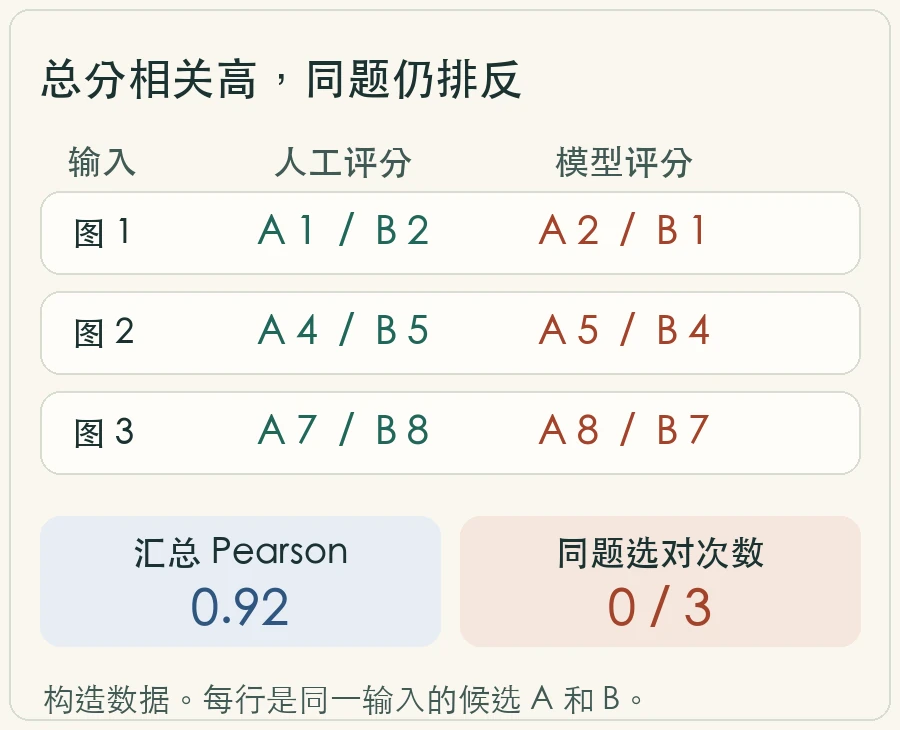 总分相关高，同题仍排反
输入 人工评分 模型评分
图 1 A 1 / B 2 A 2 / B 1
图 2 A 4 / B 5 A 5 / B 4
图 3 A 7 / B 8 A 8 / B 7
汇总 Pearson
0.92
同题选对次数
0 / 3
构造数据。每行是同一输入的候选 A 和 B。